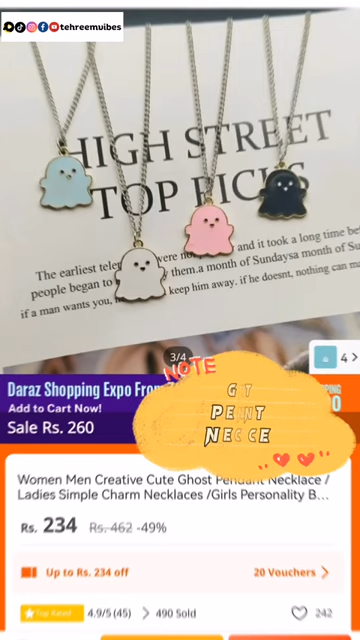 tehreemvibes
HIGH STREET
TOP PICKS
The earliest
were
and it took a long time
people began to
them.a month of Sundaysa month of
if a man wants you,
keep him away. if he doesnt, nothing can
3/4
4 >
NOTE
Daraz Shopping Expo
Add to Cart Now!
Sale Rs. 260
Women Men Creative Cute Ghost Pendant Necklace /
Ladies Simple Charm Necklaces /Girls Personality B...
Rs. 234 Rs. 462 -49%
Up to Rs. 234 off
20 Vouchers >
Top Rated
4.9/5 (45) > 490 Sold
242